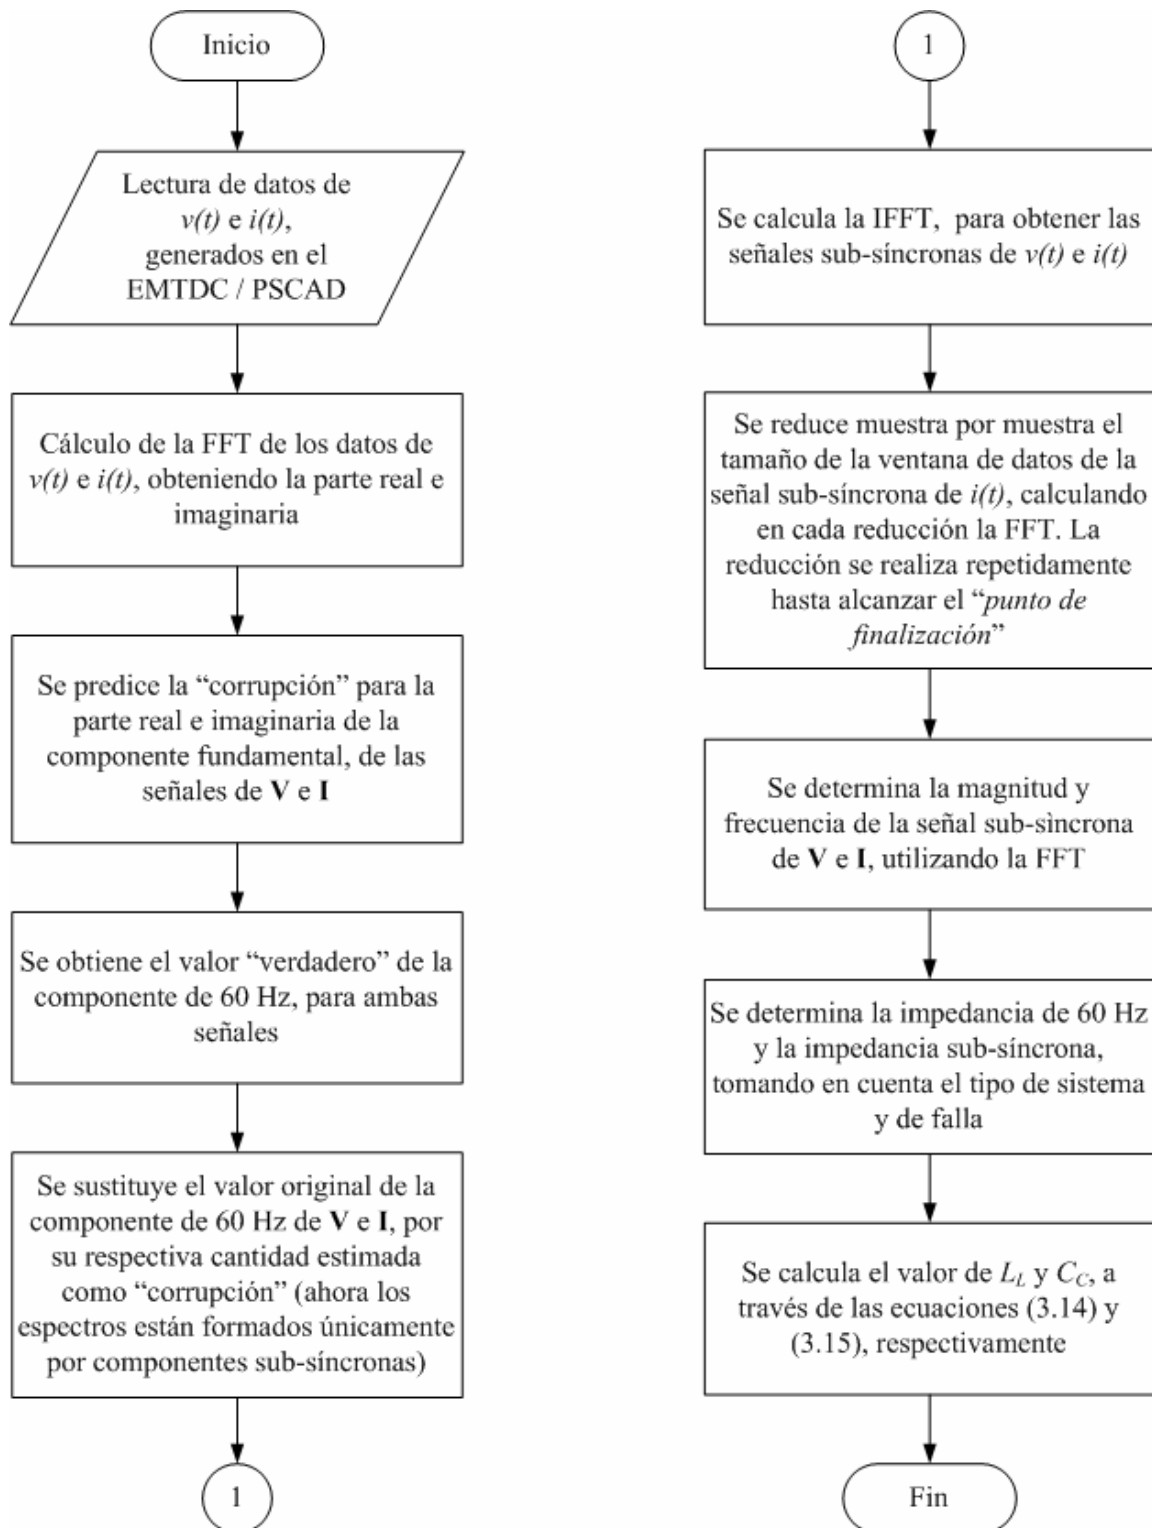 Inicio
Lectura de datos de
v(t) e i(t),
generados en el
EMTDC / PSCAD
Cálculo de la FFT de los datos de
v(t) e i(t), obteniendo la parte real e
imaginaria
Se predice la “corrupción” para la
parte real e imaginaria de la
componente fundamental, de las
señales de V e I
Se obtiene el valor “verdadero” de la
componente de 60 Hz, para ambas
señales
Se sustituye el valor original de la
componente de 60 Hz de V e I, por
su respectiva cantidad estimada
como “corrupción” (ahora los
espectros están formados únicamente
por componentes sub-síncronas)
1
1
Se calcula la IFFT, para obtener las
señales sub-síncronas de v(t) e i(t)
Se reduce muestra por muestra el
tamaño de la ventana de datos de la
señal sub-síncrona de i(t), calculando
en cada reducción la FFT. La
reducción se realiza repetidamente
hasta alcanzar el “punto de
finalización”
Se determina la magnitud y
frecuencia de la señal sub-sìncrona
de V e I, utilizando la FFT
Se determina la impedancia de 60 Hz
y la impedancia sub-síncrona,
tomando en cuenta el tipo de sistema
y de falla
Se calcula el valor de L_L y C_C, a
través de las ecuaciones (3.14) y
(3.15), respectivamente
Fin